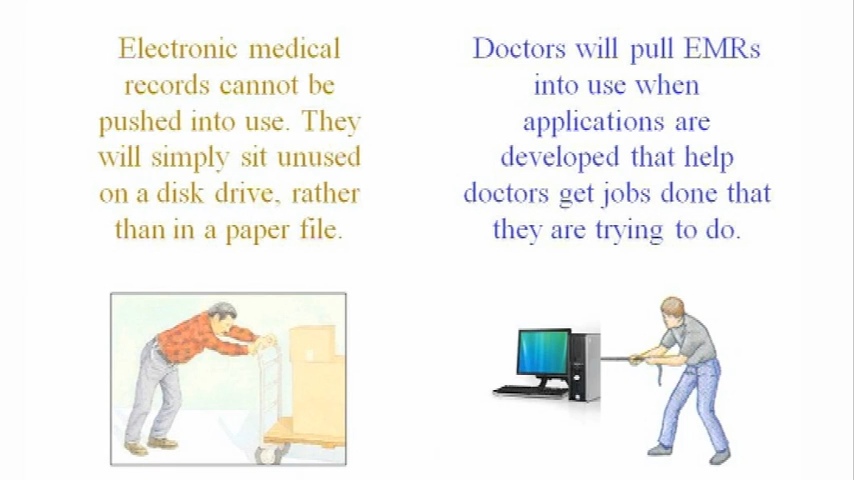 Electronic medical
records cannot be
pushed into use. They
will simply sit unused
on a disk drive, rather
than in a paper file.
Doctors will pull EMRs
into use when
applications are
developed that help
doctors get jobs done that
they are trying to do.